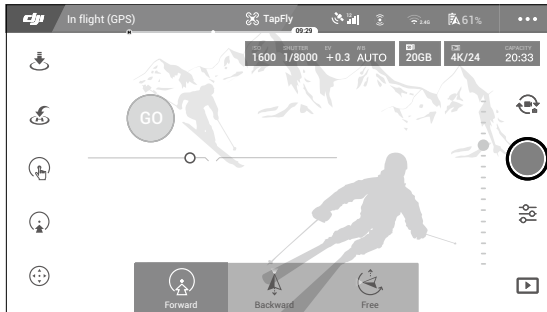 dji In flight (GPS) TapFly 2.4G 61%
09:29
H
ISO SHUTTER EV WB CAPACITY
1600 1/8000 +0.3 AUTO 20GB 4K/24 20:33
GO
Forward Backward Free